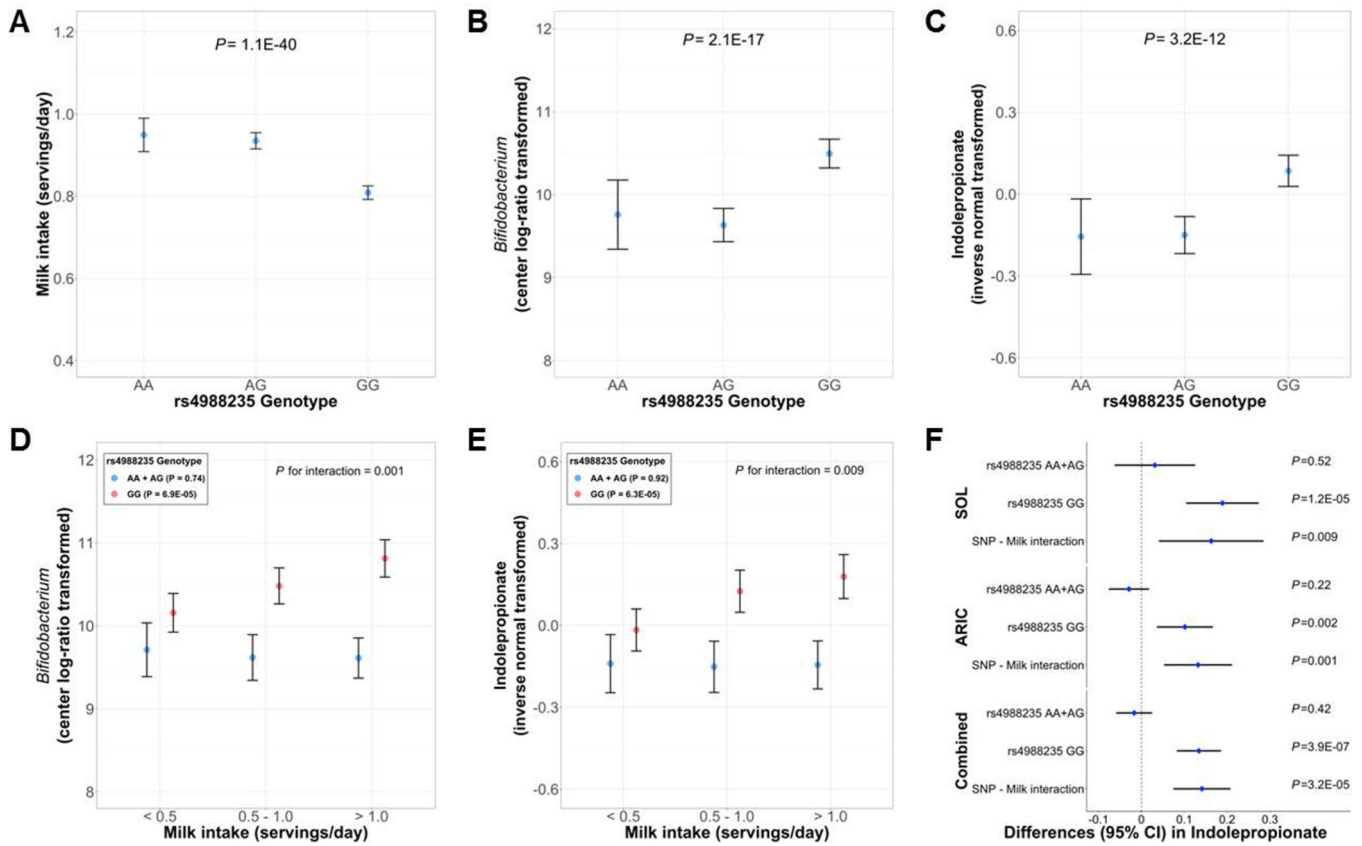 A
P= 1.1E-40
Milk intake (servings/day)
1.2
1.0
0.8
0.6
0.4
AA
AG
GG
rs4988235 Genotype
B
P= 2.1E-17
Bifidobacterium
(center log-ratio transformed)
12
11
10
9
8
AA
AG
GG
rs4988235 Genotype
C
P= 3.2E-12
Indolepropionate
(inverse normal transformed)
0.6
0.3
0.0
-0.3
-0.6
AA
AG
GG
rs4988235 Genotype
D
rs4988235 Genotype
AA + AG (P = 0.74)
GG (P = 6.9E-05)
P for interaction = 0.001
Bifidobacterium
(center log-ratio transformed)
12
11
10
9
8
< 0.5
0.5 - 1.0
> 1.0
Milk intake (servings/day)
E
rs4988235 Genotype
AA + AG (P = 0.92)
GG (P = 6.3E-05)
P for interaction = 0.009
Indolepropionate
(inverse normal transformed)
0.6
0.3
0.0
-0.3
-0.6
< 0.5
0.5 - 1.0
> 1.0
Milk intake (servings/day)
F
SOL
rs4988235 AA+AG
P=0.52
rs4988235 GG
P=1.2E-05
SNP - Milk interaction
P=0.009
ARIC
rs4988235 AA+AG
P=0.22
rs4988235 GG
P=0.002
SNP - Milk interaction
P=0.001
Combined
rs4988235 AA+AG
P=0.42
rs4988235 GG
P=3.9E-07
SNP - Milk interaction
P=3.2E-05
-0.1
0
0.1
0.2
0.3
Differences (95% CI) in Indolepropionate